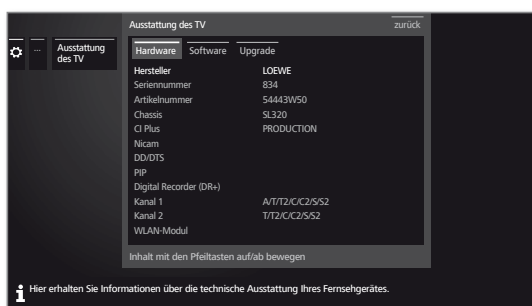 Ausstattung des TV
zurück
...
Ausstattung
des TV
Hardware Software Upgrade
Hersteller LOEWE
Seriennummer 834
Artikelnummer 54443W50
Chassis SL320
CI Plus PRODUCTION
Nicam
DD/DTS
PIP
Digital Recorder (DR+)
Kanal 1 A/T/T2/C/C2/S/S2
Kanal 2 T/T2/C/C2/S/S2
WLAN-Modul
Inhalt mit den Pfeiltasten auf/ab bewegen
Hier erhalten Sie Informationen über die technische Ausstattung Ihres Fernsehgerätes.